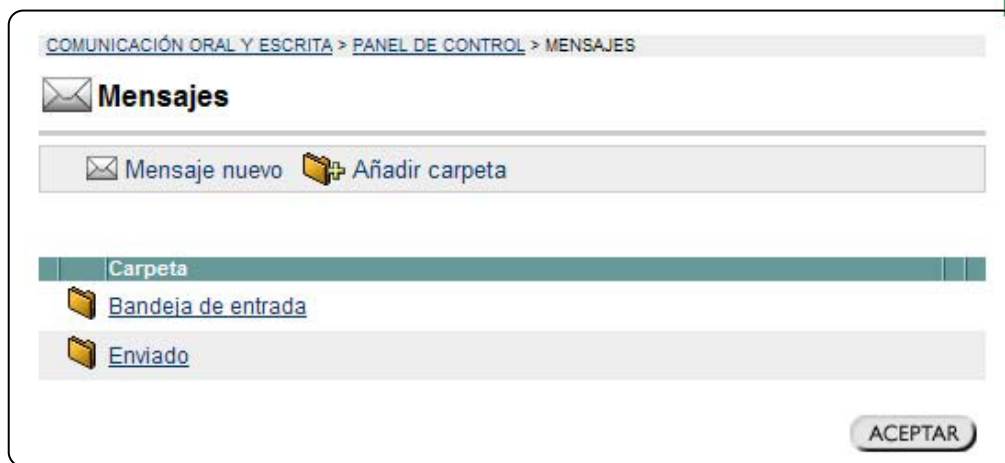 COMUNICACIÓN ORAL Y ESCRITA > PANEL DE CONTROL > MENSAJES
Mensajes
Mensaje nuevo Añadir carpeta
Carpeta
Bandeja de entrada
Enviado
ACEPTAR